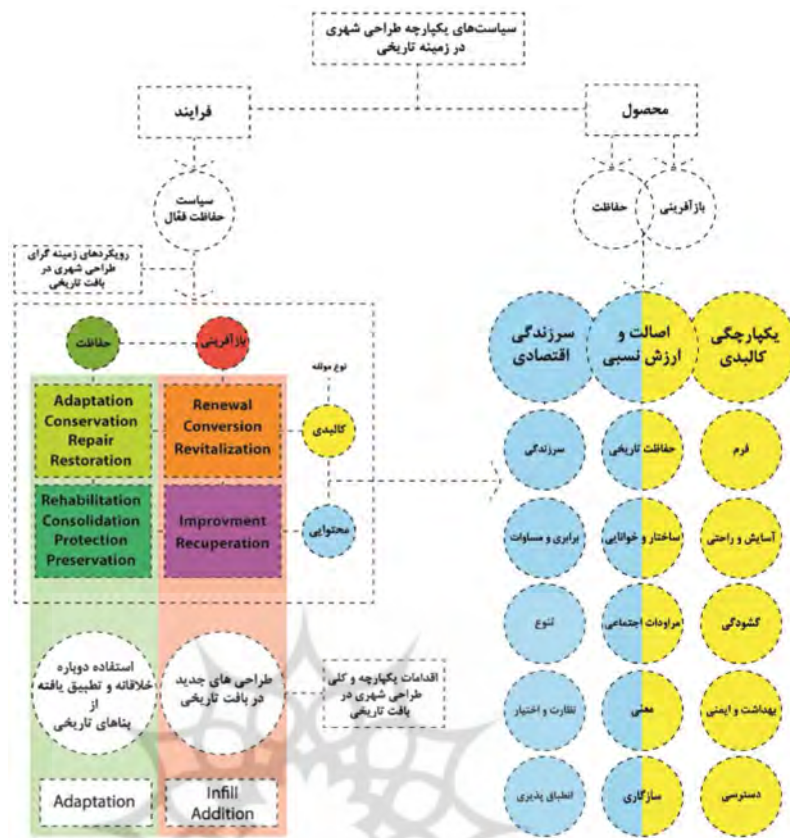 سیاست‌های یکپارچه طراحی شهری
در زمینه تاریخی
محصول
فرایند
بازآفرینی
حفاظت
سیاست
حفاظت فعّال
رویکردهای زمینه گرای
طراحی شهری در
بافت تاریخی
یکپارچگی
کالبدی
اصالت و
ارزش نسبی
سرزندگی
اقتصادی
فرم
حفاظت تاریخی
سرزندگی
آسایش و راحتی
ساختار و خوانایی
برابری و مساوات
گشودگی
مراودات اجتماعی
تنوع
بهداشت و ایمنی
معنی
نظارت و اختیار
دسترسی
سازگاری
انطباق پذیری
نوع مولفه
بازآفرینی
حفاظت
کالبدی
Renewal
Conversion
Revitalization
Adaptation
Conservation
Repair
Restoration
محتوایی
Improvment
Recuperation
Rehabilitation
Consolidation
Protection
Preservation
اقدامات یکپارچه و کلی
طراحی شهری در
بافت تاریخی
طراحی های جدید
در بافت تاریخی
استفاده دوباره
خلاقانه و تطبیق یافته
از
بناهای تاریخی
Infill
Addition
Adaptation